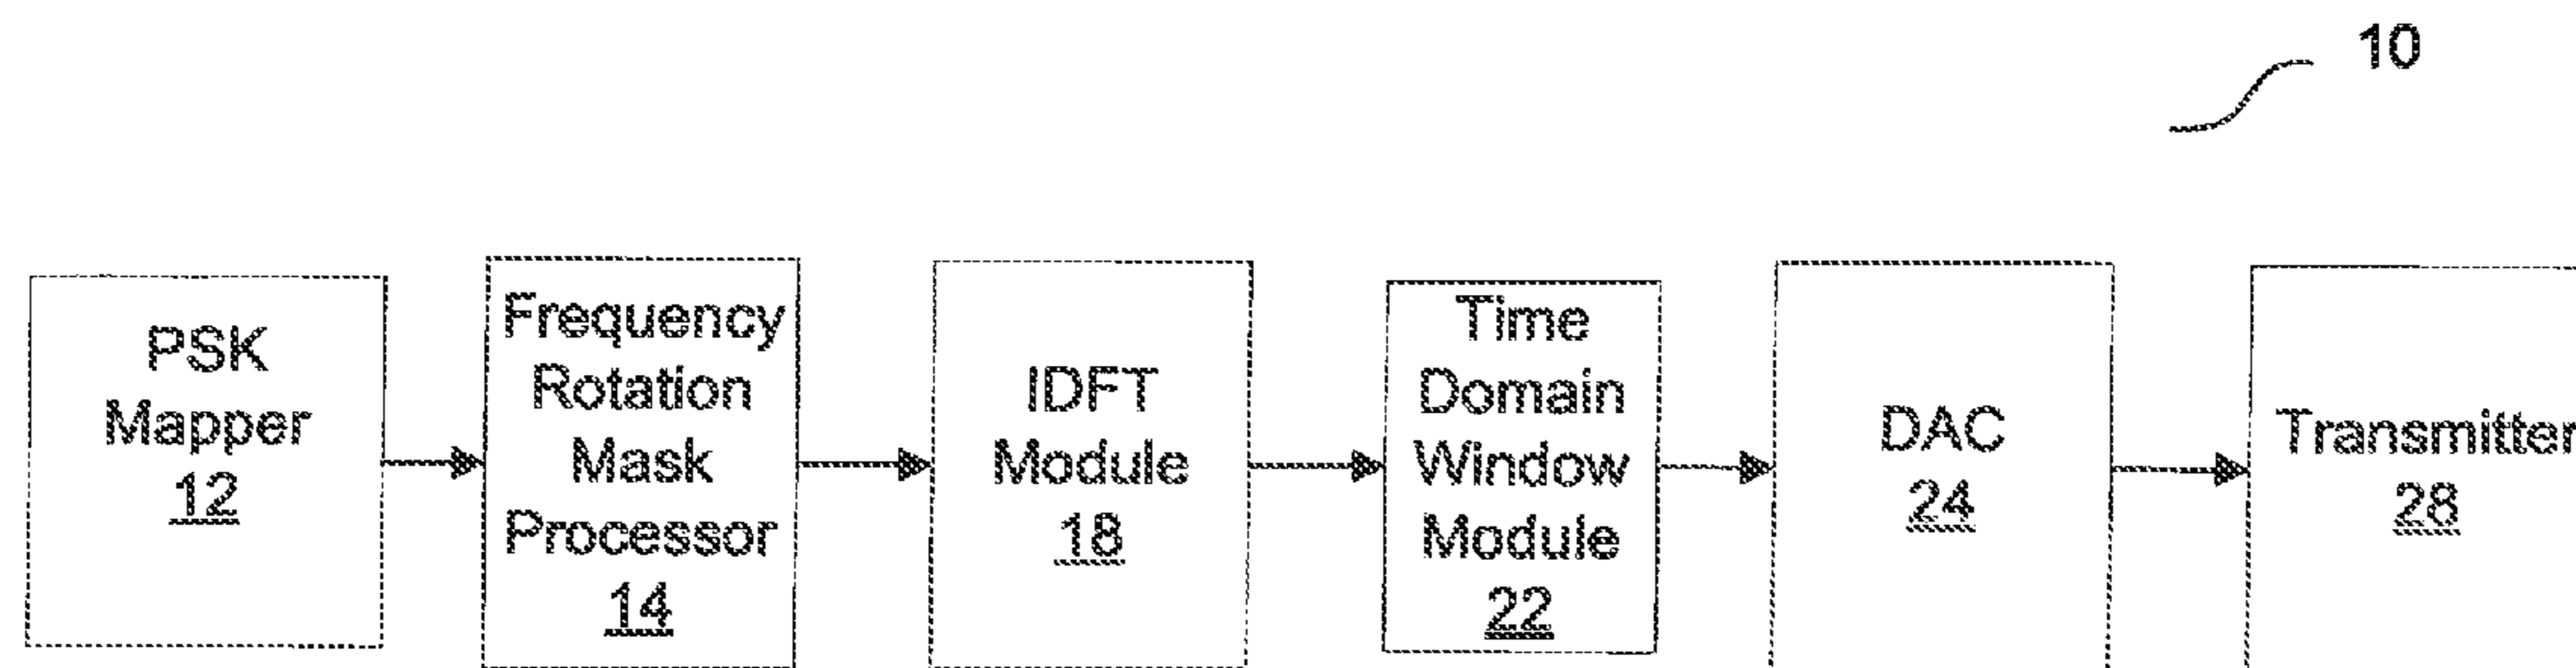 10
PSK
Mapper
12
Frequency
Rotation
Mask
Processor
14
IDFT
Module
18
Time
Domain
Window
Module
22
DAC
24
Transmitter
28